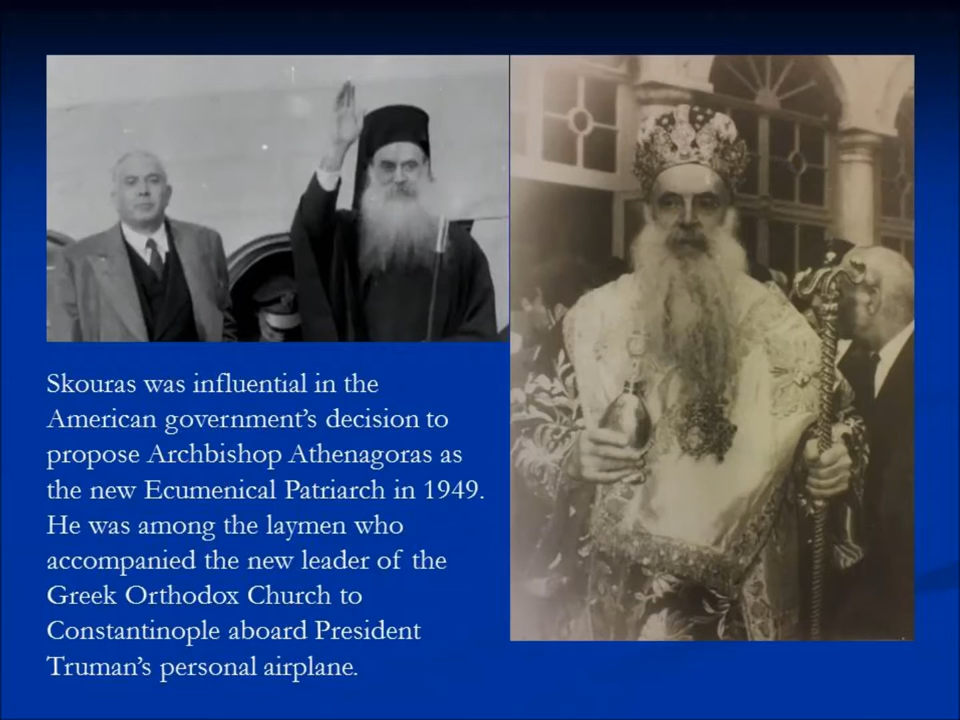 Skouras was influential in the
American government's decision to
propose Archbishop Athenagoras as
the new Ecumenical Patriarch in 1949.
He was among the laymen who
accompanied the new leader of the
Greek Orthodox Church to
Constantinople aboard President
Truman's personal airplane.